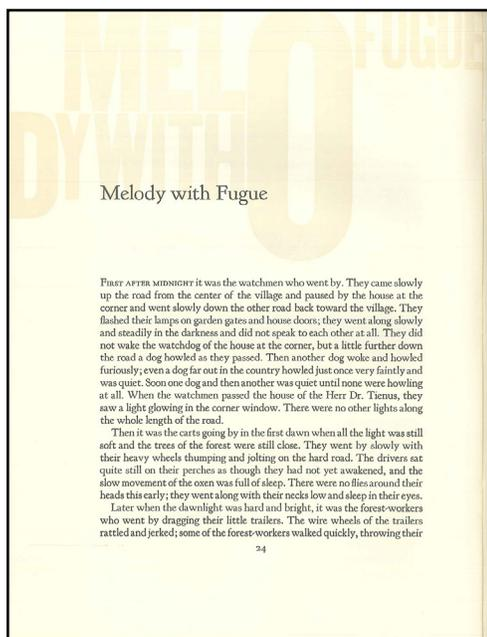 MEL
O
FUGUE
DYWITH
Melody with Fugue
FIRST AFTER MIDNIGHT it was the watchmen who went by. They came slowly
up the road from the center of the village and paused by the house at the
corner and went slowly down the other road back toward the village. They
flashed their lamps on garden gates and house doors; they went along slowly
and steadily in the darkness and did not speak to each other at all. They did
not wake the watchdog of the house at the corner, but a little further down
the road a dog howled as they passed. Then another dog woke and howled
furiously; even a dog far out in the country howled just once very faintly and
was quiet. Soon one dog and then another was quiet until none were howling
at all. When the watchmen passed the house of the Herr Dr. Tienus, they
saw a light glowing in the corner window. There were no other lights along
the whole length of the road.
Then it was the carts going by in the first dawn when all the light was still
soft and the trees of the forest were still close. They went by slowly with
their heavy wheels thumping and jolting on the hard road. The drivers sat
quite still on their perches as though they had not yet awakened, and the
slow movement of the oxen was full of sleep. There were no flies around their
heads this early; they went along with their necks low and sleep in their eyes.
Later when the dawnlight was hard and bright, it was the forest-workers
who went by dragging their little trailers. The wire wheels of the trailers
rattled and jerked; some of the forest-workers walked quickly, throwing their
24